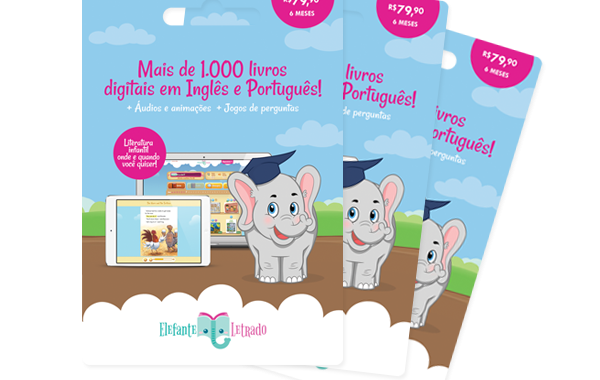 R$79,90
6 MESES
Mais de 1.000 livros
digitais em Inglês e Português!
+ Áudios e animações + Jogos de perguntas
Literatura
infantil
onde e quando
você quiser!
Elefante Letrado
R$79,90
6 MESES
livros
Português!
perguntas
R$79,90
6 MESES
livros
Português!
perguntas